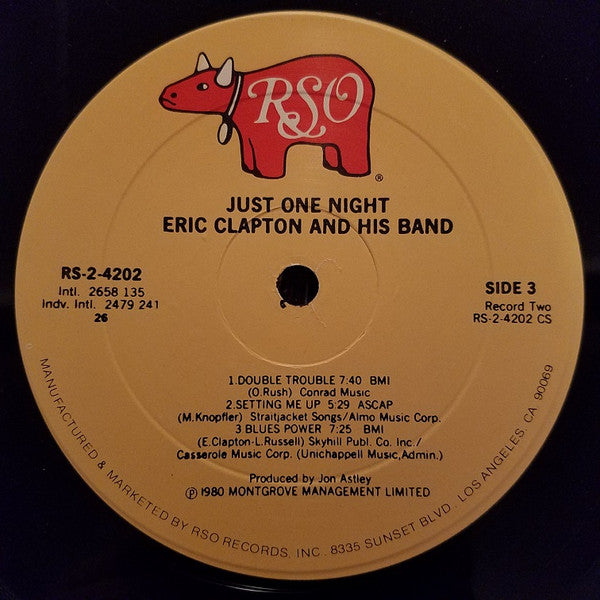 RSO
®
JUST ONE NIGHT
ERIC CLAPTON AND HIS BAND
RS-2-4202
Intl. 2658 135
Indv. Intl. 2479 241
26
SIDE 3
Record Two
RS-2-4202 CS
1.DOUBLE TROUBLE 7:40 BMI
(O.Rush) Conrad Music
2.SETTING ME UP 5:29 ASCAP
(M.Knopfler) Straitjacket Songs/Almo Music Corp.
3 BLUES POWER 7:25 BMI
(E.Clapton-L.Russell) Skyhill Publ. Co. Inc./
Casserole Music Corp. (Unichappell Music,Admin.)
Produced by Jon Astley
℗ 1980 MONTGROVE MANAGEMENT LIMITED
MANUFACTURED & MARKETED BY RSO RECORDS, INC. 8335 SUNSET BLVD. LOS ANGELES, CA 90069